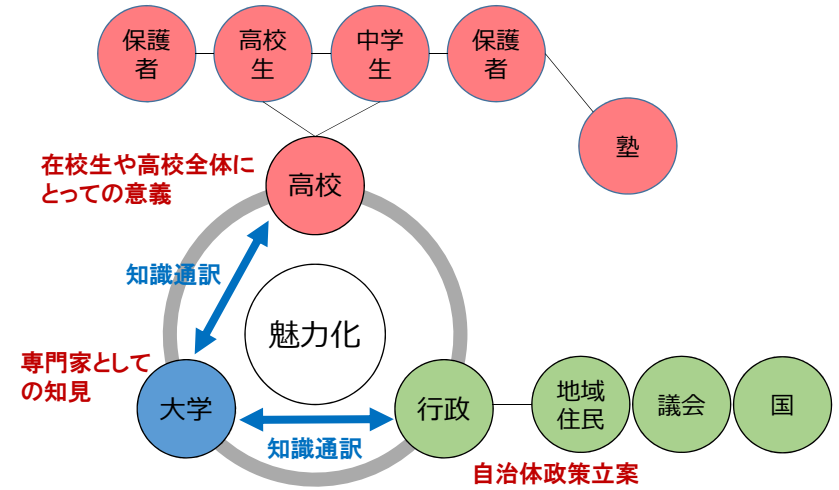 保護
者
高校
生
中学
生
保護
者
塾
在校生や高校全体に
とっての意義
高校
知識通訳
魅力化
専門家として
の知見
大学
行政
地域
住民
議会
国
知識通訳
自治体政策立案